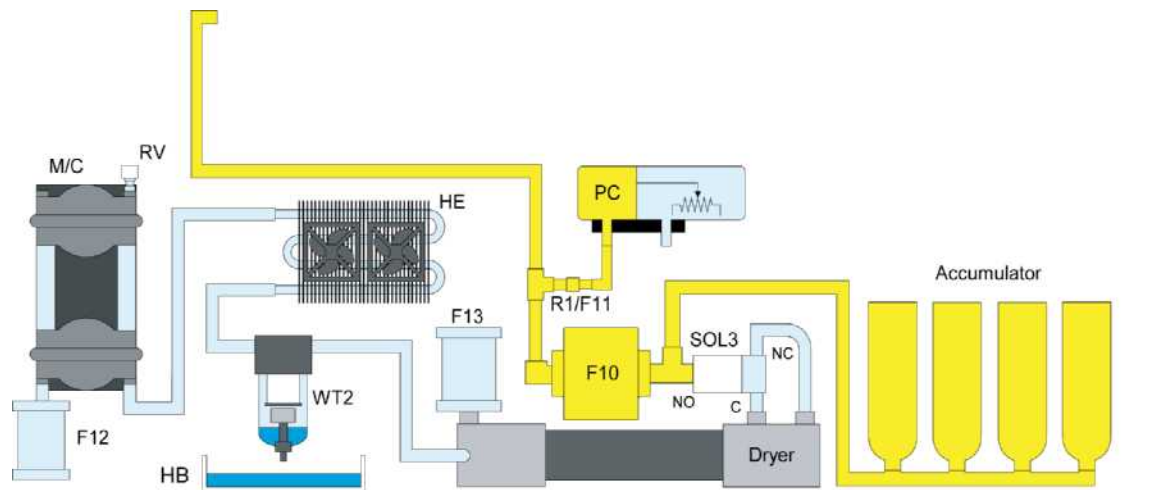 RV
M/C
PC
HE
Accumulator
R1/F11
F13
SOL3
NC
F10
WT2
NO
C
F12
Dryer
HB